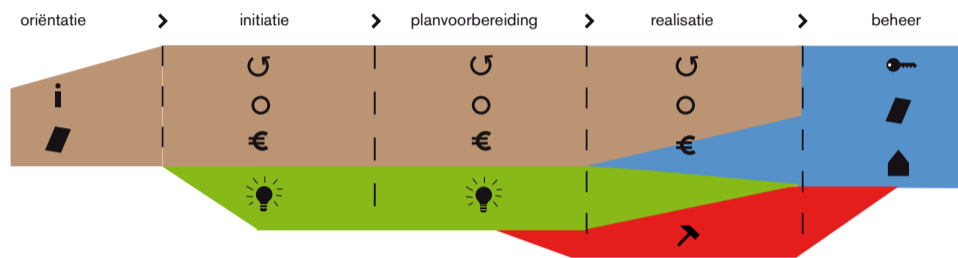 oriëntatie > initiatie > planvoorbereiding > realisatie > beheer
i
€ € €